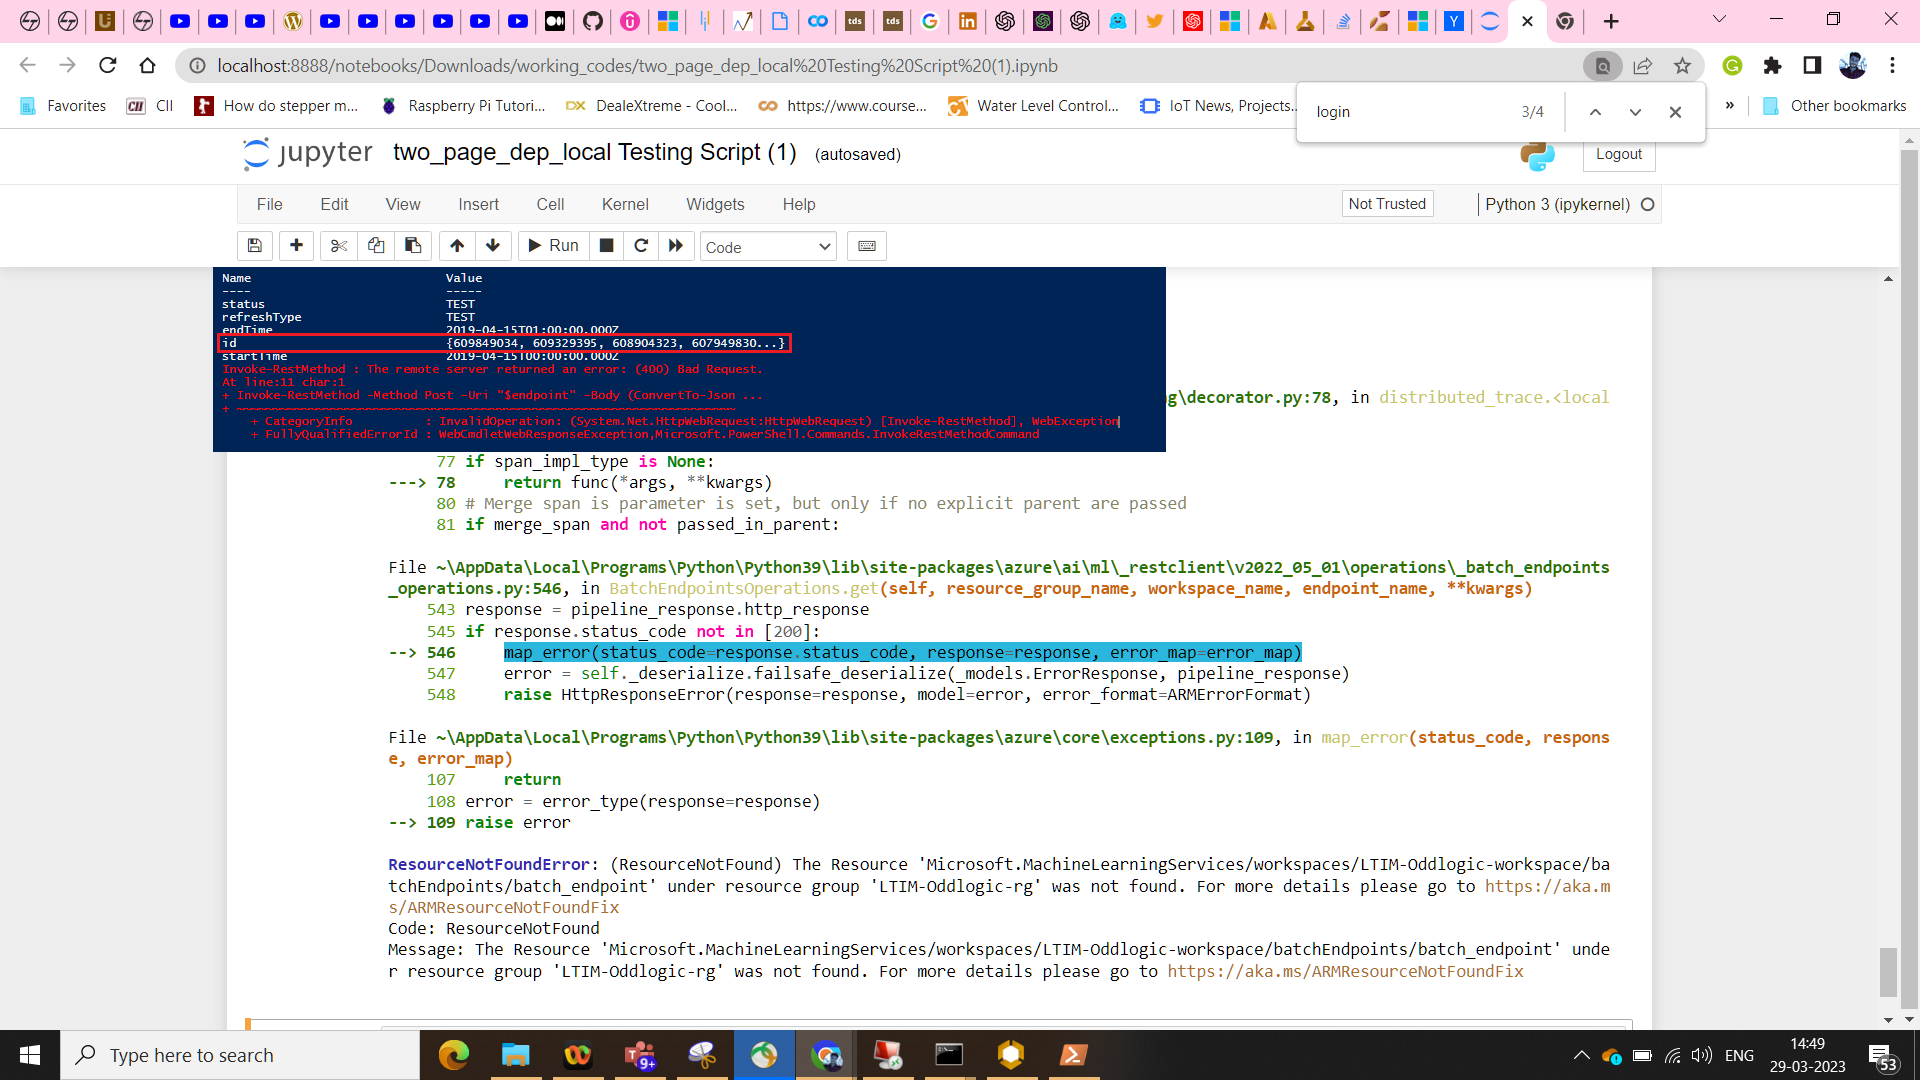 localhost:8888/notebooks/Downloads/working_codes/two_page_dep_local%20Testing%20Script%20(1).ipynb
Favorites CII How do stepper m... Raspberry Pi Tutori... DX DealeXtreme - Cool... https://www.course... Water Level Control... IoT News, Projects... » Other bookmarks
login 3/4
jupyter two_page_dep_local Testing Script (1) (autosaved) Logout
File Edit View Insert Cell Kernel Widgets Help Not Trusted Python 3 (ipykernel)
Run Code
Name Value
---- -----
status TEST
refreshType TEST
endTime 2019-04-15T01:00:00.000Z
id {609849034, 609329395, 608904323, 607949830...}
startTime 2019-04-15T00:00:00.000Z
Invoke-RestMethod : The remote server returned an error: (400) Bad Request.
At line:11 char:1
+ Invoke-RestMethod -Method Post -Uri "$endpoint" -Body (ConvertTo-Json ...
+ ~~~~~~~~~~~~~~~~~~~~~~~~~~~~~~~~~~~~~~~~~~~~~~~~~~~~~~~~~~~~~~~~~~~~~
+ CategoryInfo : InvalidOperation: (System.Net.HttpWebRequest:HttpWebRequest) [Invoke-RestMethod], WebException
+ FullyQualifiedErrorId : WebCmdletWebResponseException,Microsoft.PowerShell.Commands.InvokeRestMethodCommand
g\decorator.py:78, in distributed_trace.<local
77 if span_impl_type is None:
---> 78 return func(*args, **kwargs)
80 # Merge span is parameter is set, but only if no explicit parent are passed
81 if merge_span and not passed_in_parent:
File ~\AppData\Local\Programs\Python\Python39\lib\site-packages\azure\ai\ml\_restclient\v2022_05_01\operations\_batch_endpoints
_operations.py:546, in BatchEndpointsOperations.get(self, resource_group_name, workspace_name, endpoint_name, **kwargs)
543 response = pipeline_response.http_response
545 if response.status_code not in [200]:
--> 546 map_error(status_code=response.status_code, response=response, error_map=error_map)
547 error = self._deserialize.failsafe_deserialize(_models.ErrorResponse, pipeline_response)
548 raise HttpResponseError(response=response, model=error, error_format=ARMErrorFormat)
File ~\AppData\Local\Programs\Python\Python39\lib\site-packages\azure\core\exceptions.py:109, in map_error(status_code, respons
e, error_map)
107 return
108 error = error_type(response=response)
--> 109 raise error
ResourceNotFoundError: (ResourceNotFound) The Resource 'Microsoft.MachineLearningServices/workspaces/LTIM-Oddlogic-workspace/ba
tchEndpoints/batch_endpoint' under resource group 'LTIM-Oddlogic-rg' was not found. For more details please go to https://aka.m
s/ARMResourceNotFoundFix
Code: ResourceNotFound
Message: The Resource 'Microsoft.MachineLearningServices/workspaces/LTIM-Oddlogic-workspace/batchEndpoints/batch_endpoint' unde
r resource group 'LTIM-Oddlogic-rg' was not found. For more details please go to https://aka.ms/ARMResourceNotFoundFix
Type here to search 9+ ENG 14:49
29-03-2023 53